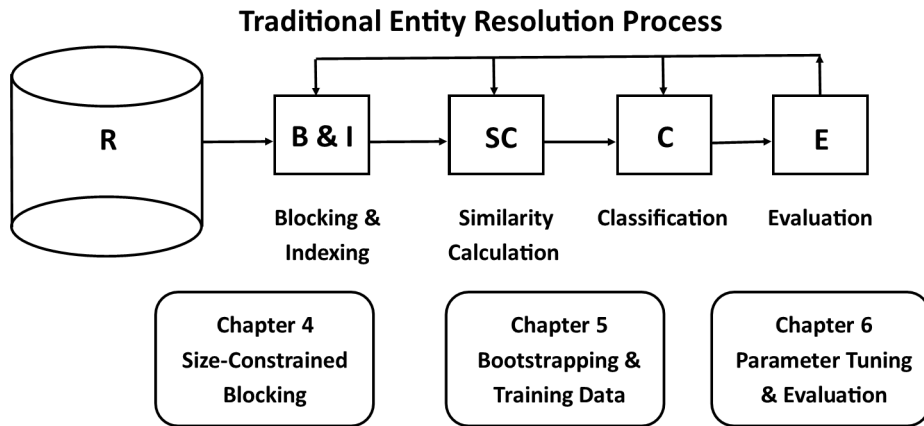 Traditional Entity Resolution Process
R
B & I
SC
C
E
Blocking &
Indexing
Similarity
Calculation
Classification
Evaluation
Chapter 4
Size-Constrained
Blocking
Chapter 5
Bootstrapping &
Training Data
Chapter 6
Parameter Tuning
& Evaluation